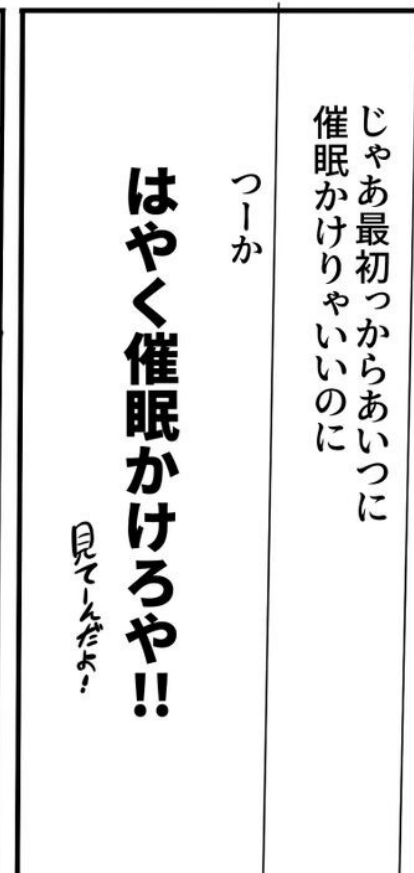 じゃあ最初っからあいつに
催眠かけりゃいいのに
つーか
はやく催眠かけろや!!
見てーんだよ!